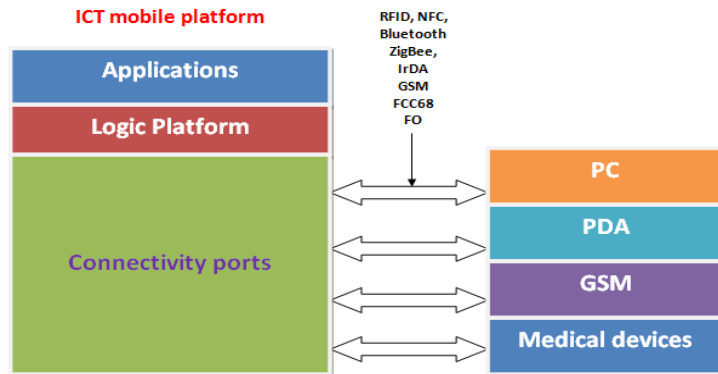 ICT mobile platform
Applications
Logic Platform
Connectivity ports
RFID, NFC,
Bluetooth
ZigBee,
IrDA
GSM
FCC68
FO
PC
PDA
GSM
Medical devices